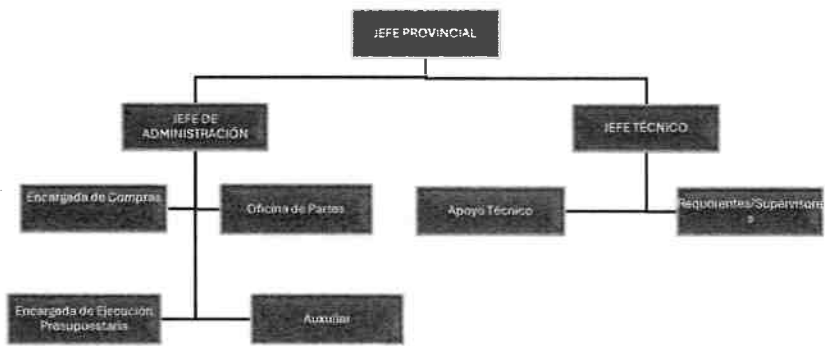 JEFE PROVINCIAL
JEFE DE
ADMINISTRACIÓN
JEFE TÉCNICO
Encargada de Compras
Oficina de Partes
Apoyo Técnico
Requirentes/Supervisore
s
Encargada de Ejecución
Presupuestaria
Auxiliar